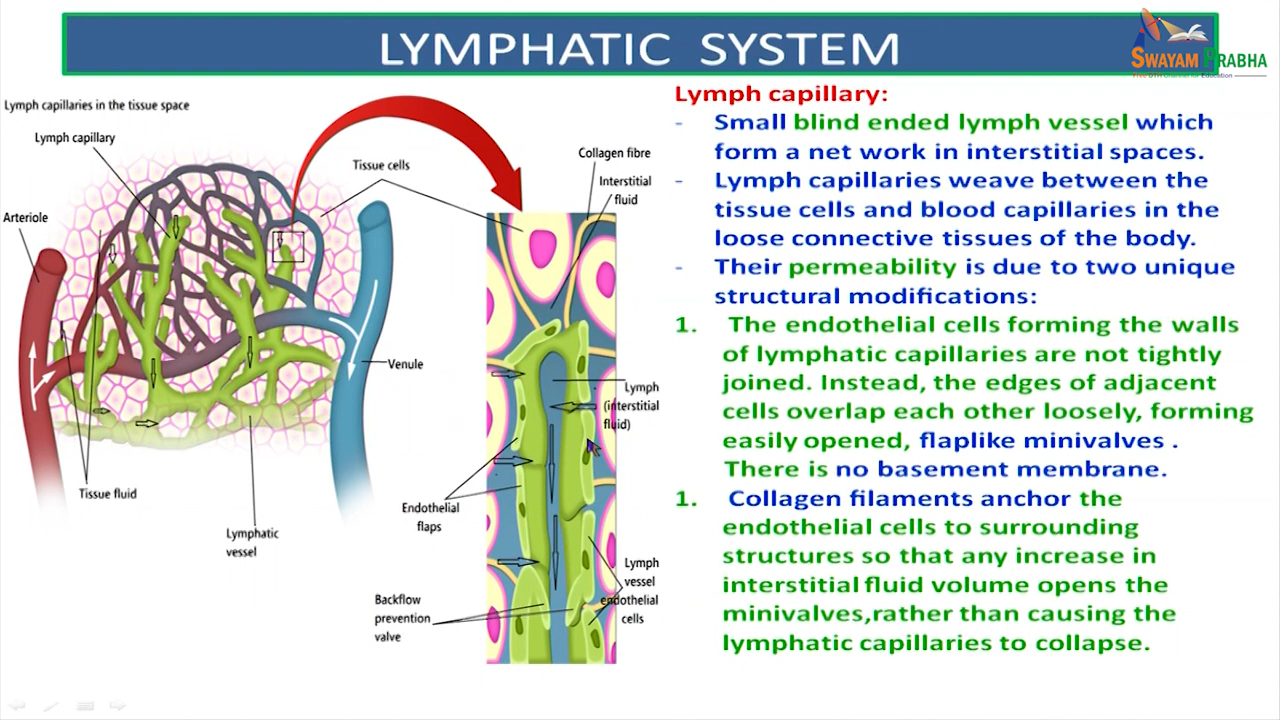 LYMPHATIC SYSTEM
SWAYAM PRABHA
Free DTH Channel for Education
Lymph capillaries in the tissue space
Lymph capillary
Arteriole
Tissue cells
Collagen fibre
Interstitial
fluid
Venule
Lymph
(interstitial
fluid)
Tissue fluid
Endothelial
flaps
Lymphatic
vessel
Lymph
vessel
endothelial
cells
Backflow
prevention
valve
Lymph capillary:
- Small blind ended lymph vessel which
form a net work in interstitial spaces.
- Lymph capillaries weave between the
tissue cells and blood capillaries in the
loose connective tissues of the body.
- Their permeability is due to two unique
structural modifications:
1. The endothelial cells forming the walls
of lymphatic capillaries are not tightly
joined. Instead, the edges of adjacent
cells overlap each other loosely, forming
easily opened, flaplike minivalves .
There is no basement membrane.
1. Collagen filaments anchor the
endothelial cells to surrounding
structures so that any increase in
interstitial fluid volume opens the
minivalves,rather than causing the
lymphatic capillaries to collapse.